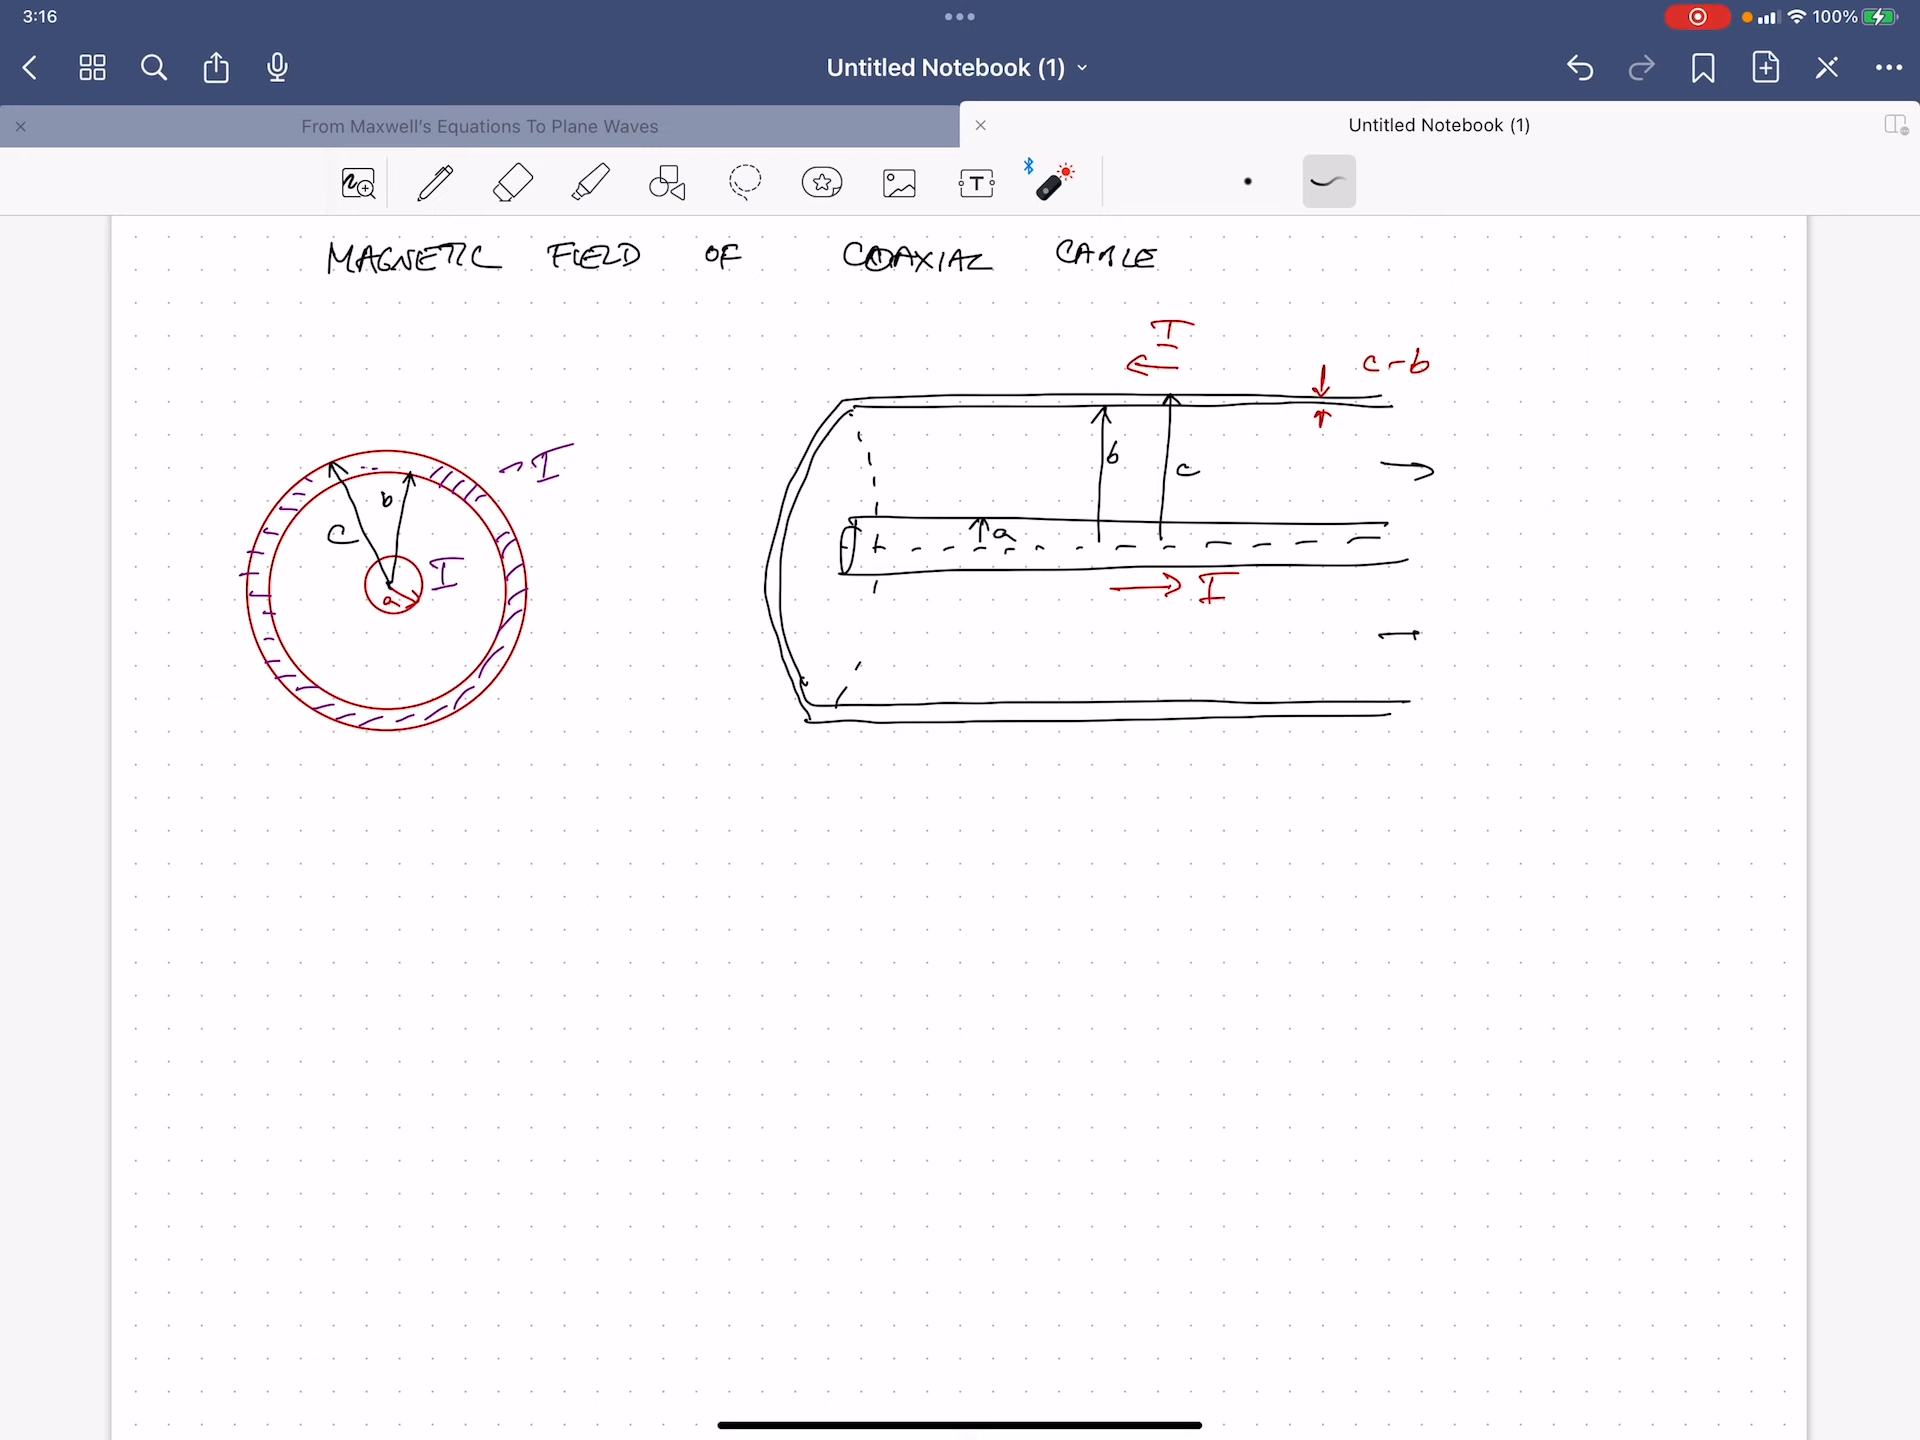 3:16
100%
Untitled Notebook (1)
From Maxwell's Equations To Plane Waves
Untitled Notebook (1)
T
MAGNETIC FIELD OF COAXIAL CABLE
I
c-b
I
b
c
b
c
a
I
a
I